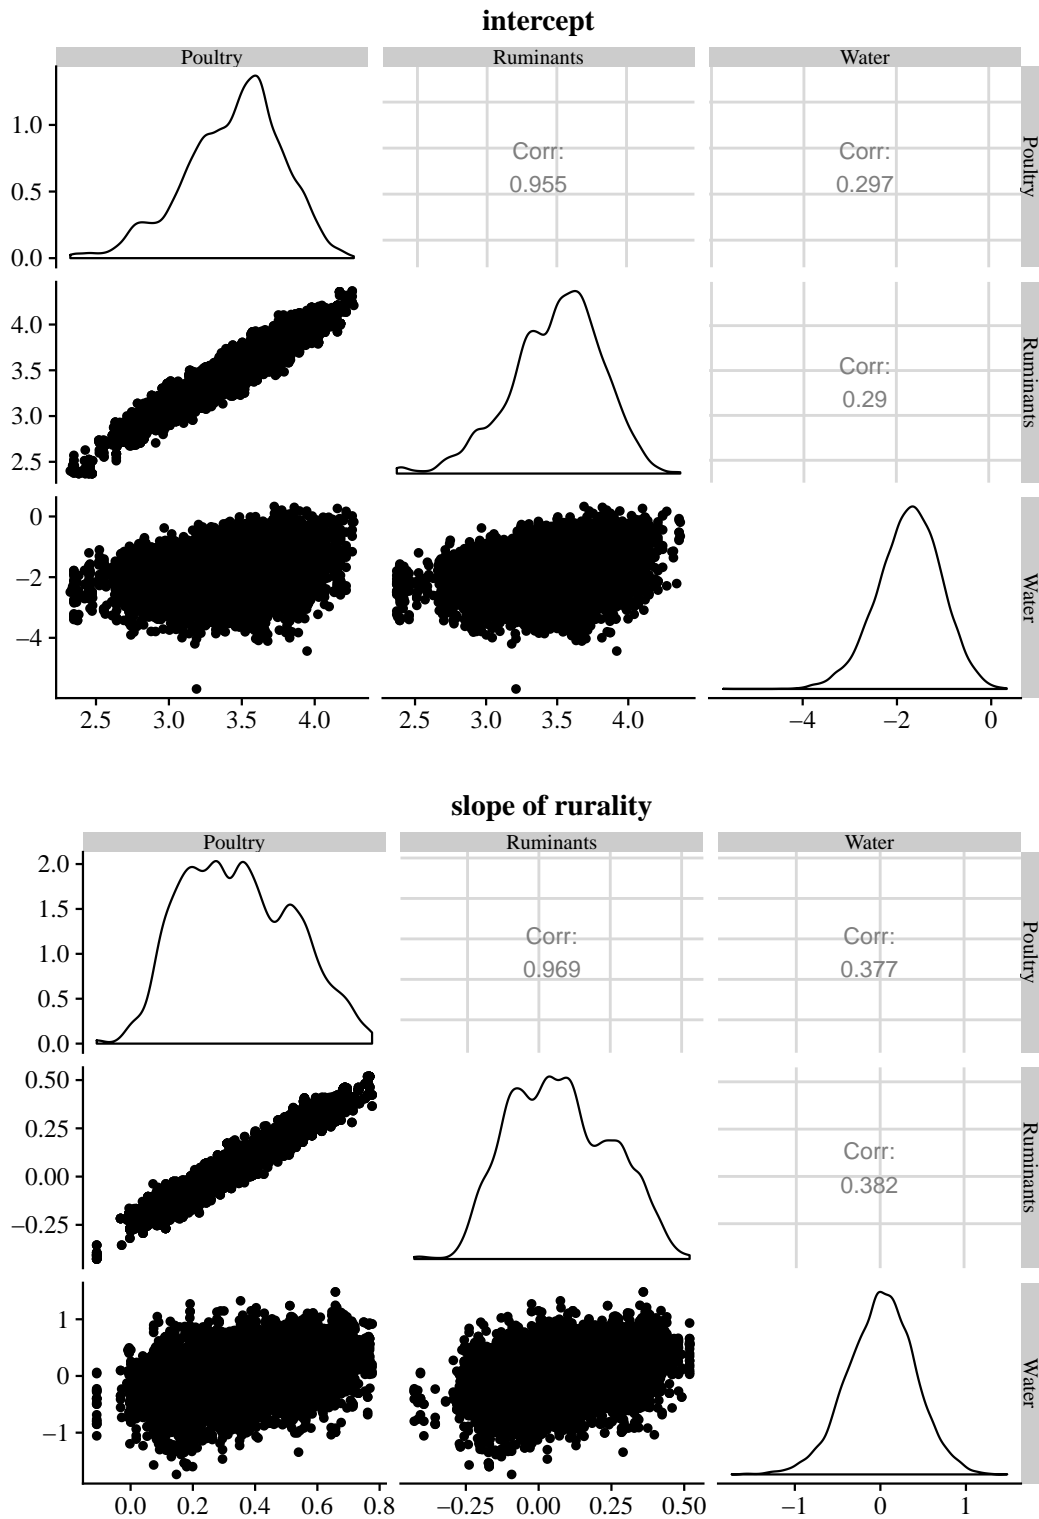 intercept
Poultry Ruminants Water
1.0
0.5
0.0
Corr:
0.955
Corr:
0.297
Poultry
4.0
3.5
3.0
2.5
Corr:
0.29
Ruminants
0
−2
−4
Water
2.5 3.0 3.5 4.0 2.5 3.0 3.5 4.0 −4 −2 0
slope of rurality
Poultry Ruminants Water
2.0
1.5
1.0
0.5
0.0
Corr:
0.969
Corr:
0.377
Poultry
0.50
0.25
0.00
−0.25
Corr:
0.382
Ruminants
1
0
−1
Water
0.0 0.2 0.4 0.6 0.8 −0.25 0.00 0.25 0.50 −1 0 1